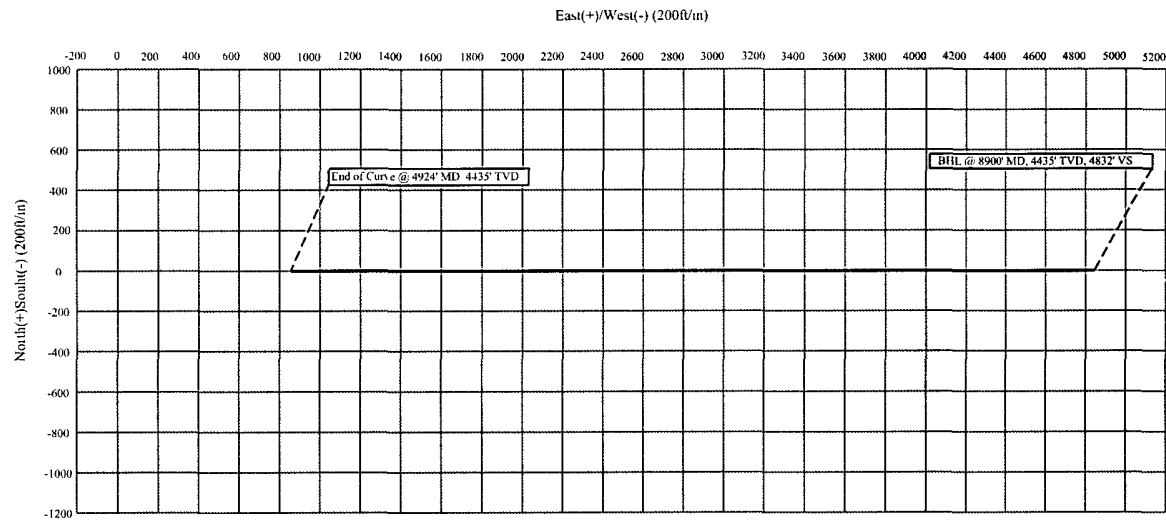 East(+)/West(-) (200ft/in)
-200 0 200 400 600 800 1000 1200 1400 1600 1800 2000 2200 2400 2600 2800 3000 3200 3400 3600 3800 4000 4200 4400 4600 4800 5000 5200
1000
800
600
BHL @ 8900' MD, 4435' TVD, 4832' VS
End of Curve @ 4924' MD 4435' TVD
400
200
0
-200
-400
-600
-800
-1000
-1200
North(+)Souht(-) (200ft/in)